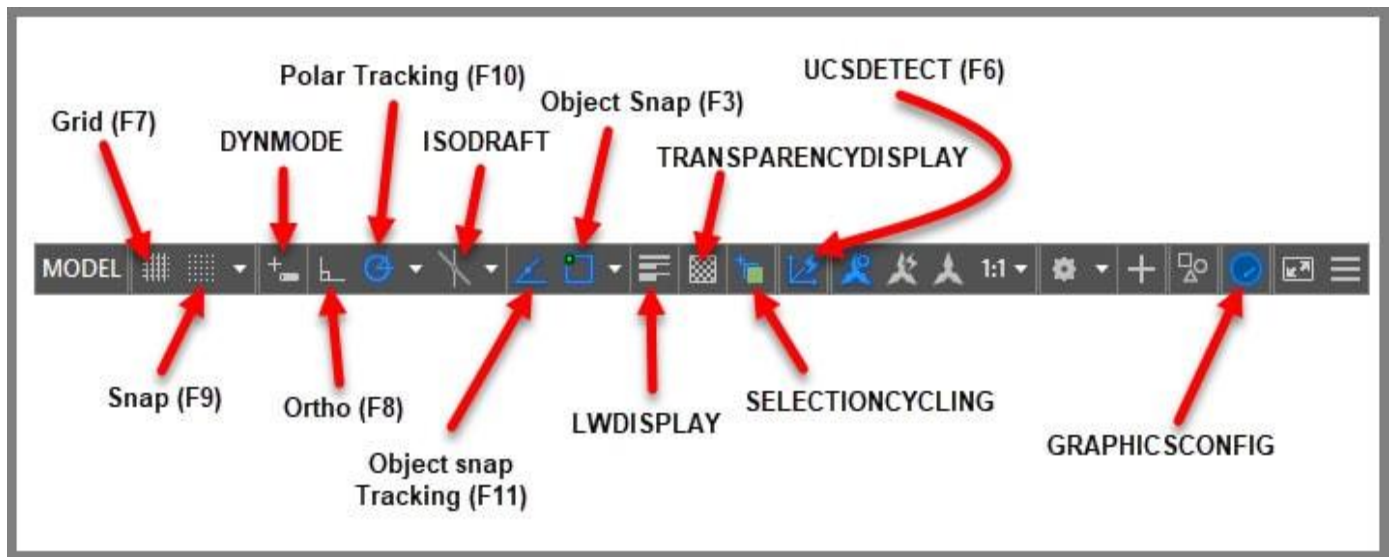 UCSDETECT (F6)
Polar Tracking (F10)
Object Snap (F3)
Grid (F7)
DYNMODE
ISODRAFT
TRANSPARENCYDISPLAY
MODEL
1:1
Snap (F9)
Ortho (F8)
LWDISPLAY
SELECTIONCYCLING
GRAPHICSCONFIG
Object snap
Tracking (F11)